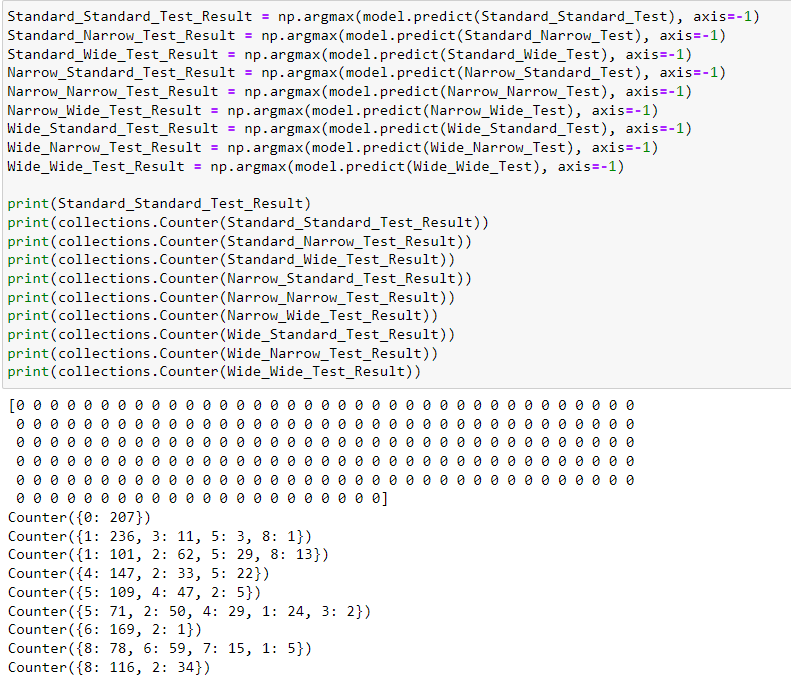 Standard_Standard_Test_Result = np.argmax(model.predict(Standard_Standard_Test), axis=-1)
Standard_Narrow_Test_Result = np.argmax(model.predict(Standard_Narrow_Test), axis=-1)
Standard_Wide_Test_Result = np.argmax(model.predict(Standard_Wide_Test), axis=-1)
Narrow_Standard_Test_Result = np.argmax(model.predict(Narrow_Standard_Test), axis=-1)
Narrow_Narrow_Test_Result = np.argmax(model.predict(Narrow_Narrow_Test), axis=-1)
Narrow_Wide_Test_Result = np.argmax(model.predict(Narrow_Wide_Test), axis=-1)
Wide_Standard_Test_Result = np.argmax(model.predict(Wide_Standard_Test), axis=-1)
Wide_Narrow_Test_Result = np.argmax(model.predict(Wide_Narrow_Test), axis=-1)
Wide_Wide_Test_Result = np.argmax(model.predict(Wide_Wide_Test), axis=-1)
print(Standard_Standard_Test_Result)
print(collections.Counter(Standard_Standard_Test_Result))
print(collections.Counter(Standard_Narrow_Test_Result))
print(collections.Counter(Standard_Wide_Test_Result))
print(collections.Counter(Narrow_Standard_Test_Result))
print(collections.Counter(Narrow_Narrow_Test_Result))
print(collections.Counter(Narrow_Wide_Test_Result))
print(collections.Counter(Wide_Standard_Test_Result))
print(collections.Counter(Wide_Narrow_Test_Result))
print(collections.Counter(Wide_Wide_Test_Result))
[0 0 0 0 0 0 0 0 0 0 0 0 0 0 0 0 0 0 0 0 0 0 0 0 0 0 0 0 0 0 0 0 0 0 0 0 0
0 0 0 0 0 0 0 0 0 0 0 0 0 0 0 0 0 0 0 0 0 0 0 0 0 0 0 0 0 0 0 0 0 0 0 0 0
0 0 0 0 0 0 0 0 0 0 0 0 0 0 0 0 0 0 0 0 0 0 0 0 0 0 0 0 0 0 0 0 0 0 0 0 0
0 0 0 0 0 0 0 0 0 0 0 0 0 0 0 0 0 0 0 0 0 0 0 0 0 0 0 0 0 0 0 0 0 0 0 0 0
0 0 0 0 0 0 0 0 0 0 0 0 0 0 0 0 0 0 0 0 0 0 0 0 0 0 0 0 0 0 0 0 0 0 0 0 0
0 0 0 0 0 0 0 0 0 0 0 0 0 0 0 0 0 0 0 0 0 0]
Counter({0: 207})
Counter({1: 236, 3: 11, 5: 3, 8: 1})
Counter({1: 101, 2: 62, 5: 29, 8: 13})
Counter({4: 147, 2: 33, 5: 22})
Counter({5: 109, 4: 47, 2: 5})
Counter({5: 71, 2: 50, 4: 29, 1: 24, 3: 2})
Counter({6: 169, 2: 1})
Counter({8: 78, 6: 59, 7: 15, 1: 5})
Counter({8: 116, 2: 34})